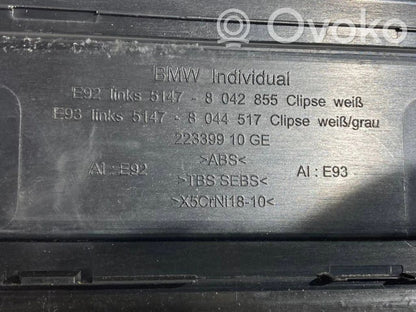 Ovoko
BMW Individual
E92 links 5147 - 8 042 855 Clipse weiß
E93 links 5147 - 8 044 517 Clipse weiß/grau
223399 10 GE
>ABS<
AI : E92 >TBS SEBS< AI : E93
>X5CrNi18-10<